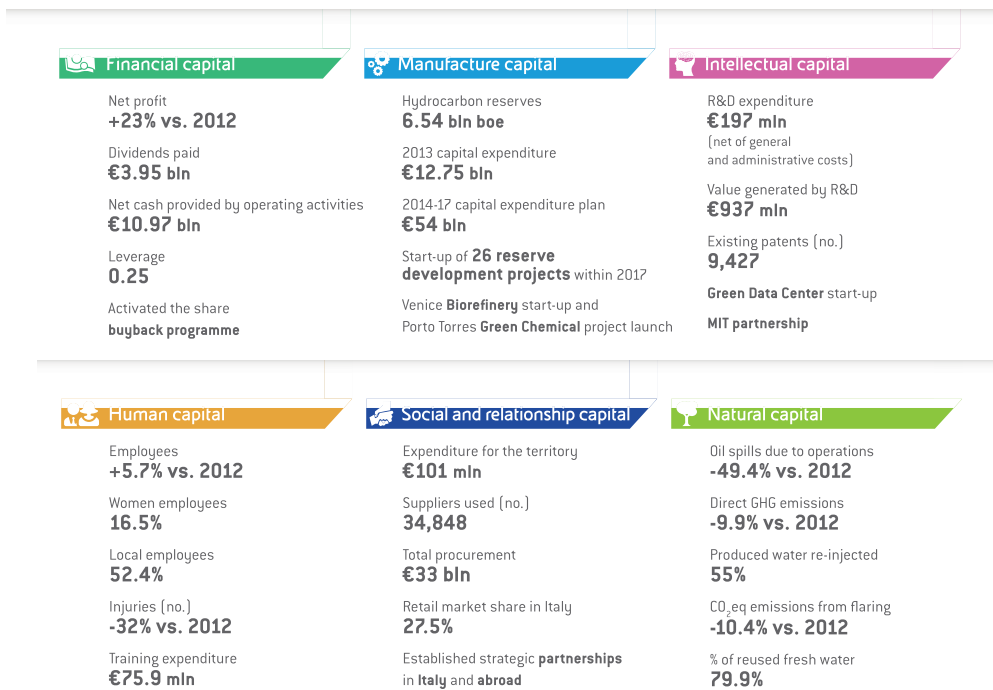 Financial capital
Net profit
+23% vs. 2012
Dividends paid
€3.95 bln
Net cash provided by operating activities
€10.97 bln
Leverage
0.25
Activated the share
buyback programme
Manufacture capital
Hydrocarbon reserves
6.54 bln boe
2013 capital expenditure
€12.75 bln
2014-17 capital expenditure plan
€54 bln
Start-up of 26 reserve
development projects within 2017
Venice Biorefinery start-up and
Porto Torres Green Chemical project launch
Intellectual capital
R&D expenditure
€197 mln
(net of general
and administrative costs)
Value generated by R&D
€937 mln
Existing patents (no.)
9,427
Green Data Center start-up
MIT partnership
Human capital
Employees
+5.7% vs. 2012
Women employees
16.5%
Local employees
52.4%
Injuries (no.)
-32% vs. 2012
Training expenditure
€75.9 mln
Social and relationship capital
Expenditure for the territory
€101 mln
Suppliers used (no.)
34,848
Total procurement
€33 bln
Retail market share in Italy
27.5%
Established strategic partnerships
in Italy and abroad
Natural capital
Oil spills due to operations
-49.4% vs. 2012
Direct GHG emissions
-9.9% vs. 2012
Produced water re-injected
55%
CO₂eq emissions from flaring
-10.4% vs. 2012
% of reused fresh water
79.9%